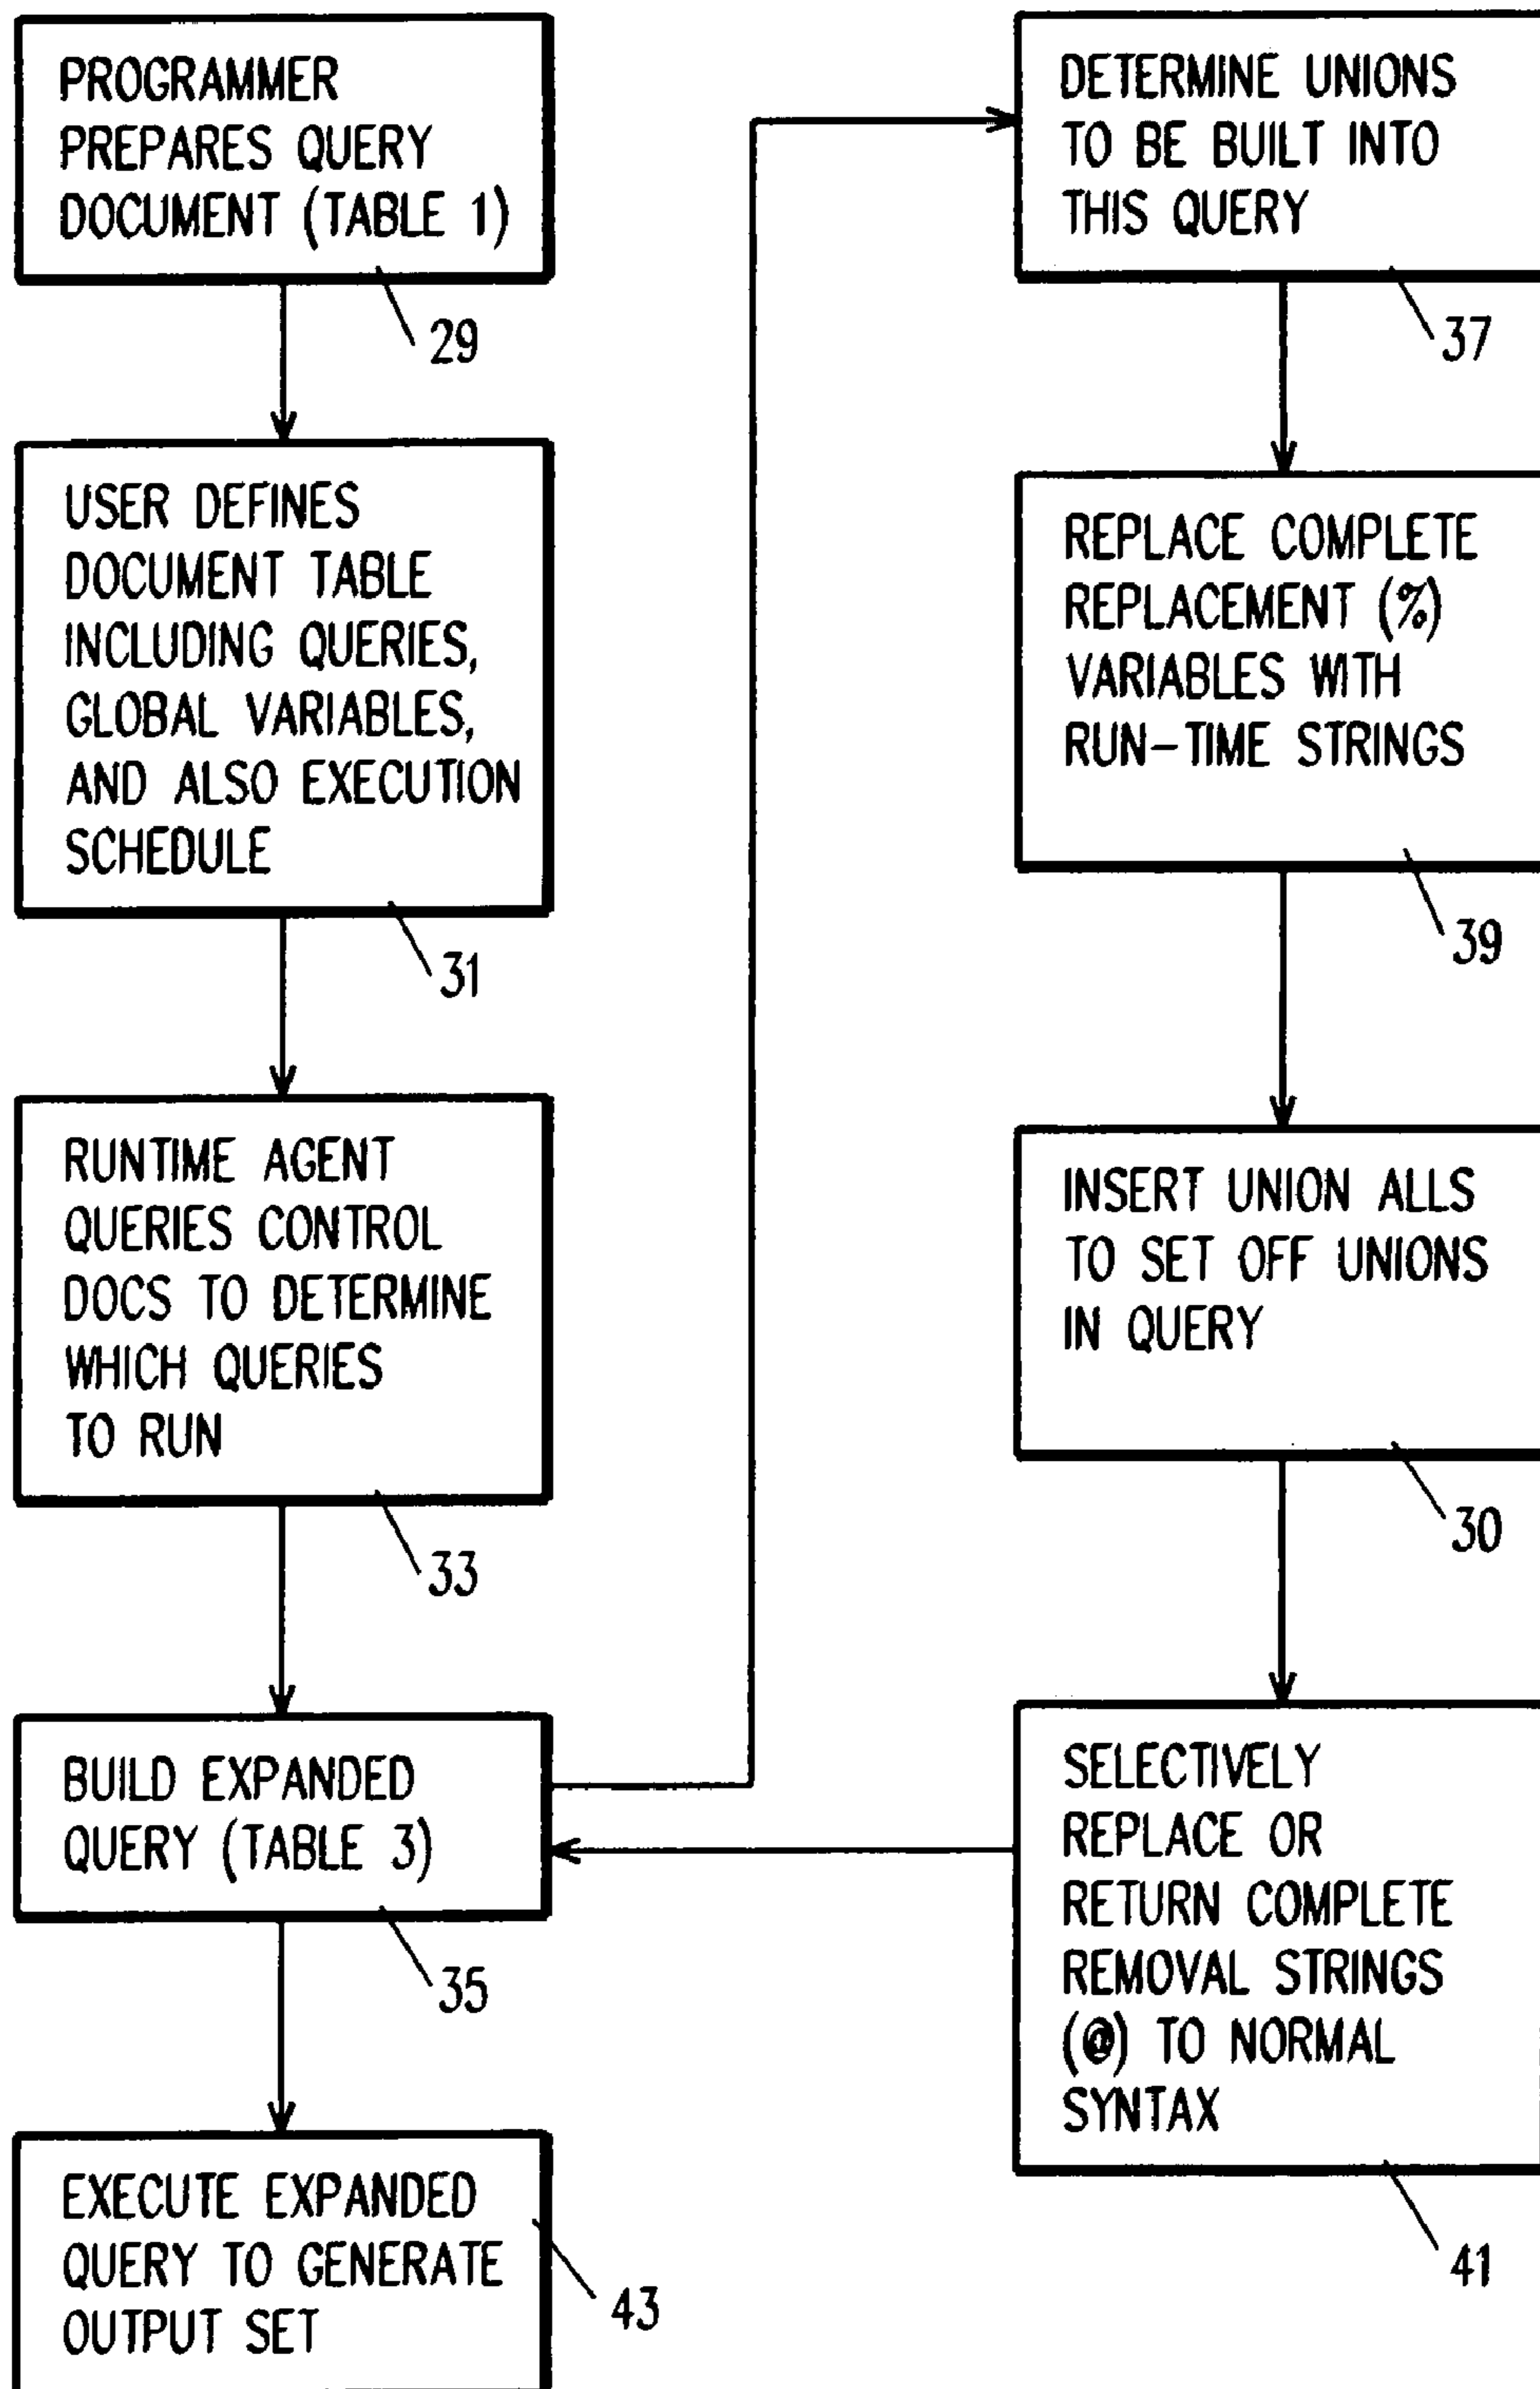 PROGRAMMER
PREPARES QUERY
DOCUMENT (TABLE 1)
29
USER DEFINES
DOCUMENT TABLE
INCLUDING QUERIES,
GLOBAL VARIABLES,
AND ALSO EXECUTION
SCHEDULE
31
RUNTIME AGENT
QUERIES CONTROL
DOCS TO DETERMINE
WHICH QUERIES
TO RUN
33
BUILD EXPANDED
QUERY (TABLE 3)
35
EXECUTE EXPANDED
QUERY TO GENERATE
OUTPUT SET
43
DETERMINE UNIONS
TO BE BUILT INTO
THIS QUERY
37
REPLACE COMPLETE
REPLACEMENT (%)
VARIABLES WITH
RUN-TIME STRINGS
39
INSERT UNION ALLS
TO SET OFF UNIONS
IN QUERY
30
SELECTIVELY
REPLACE OR
RETURN COMPLETE
REMOVAL STRINGS
(@) TO NORMAL
SYNTAX
41